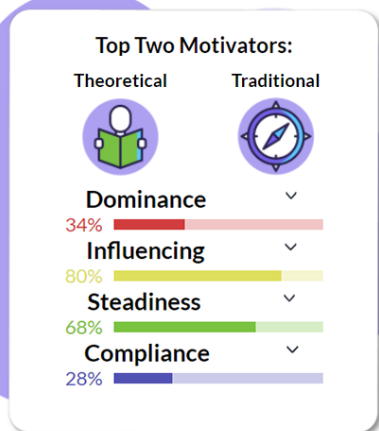 Top Two Motivators:
Theoretical Traditional
Dominance
34%
Influencing
80%
Steadiness
68%
Compliance
28%